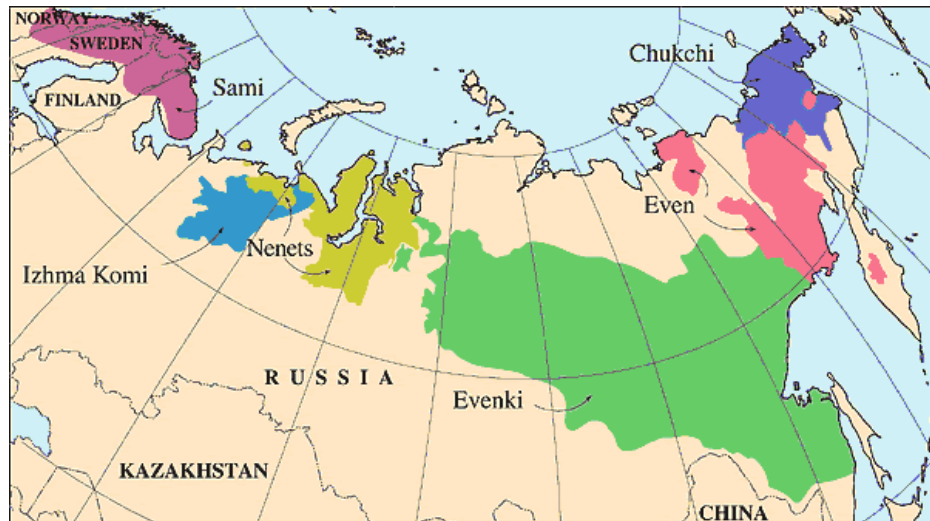 NORWAY
SWEDEN
FINLAND
Sami
Chukchi
Even
Nenets
Izhma Komi
RUSSIA
Evenki
KAZAKHSTAN
CHINA